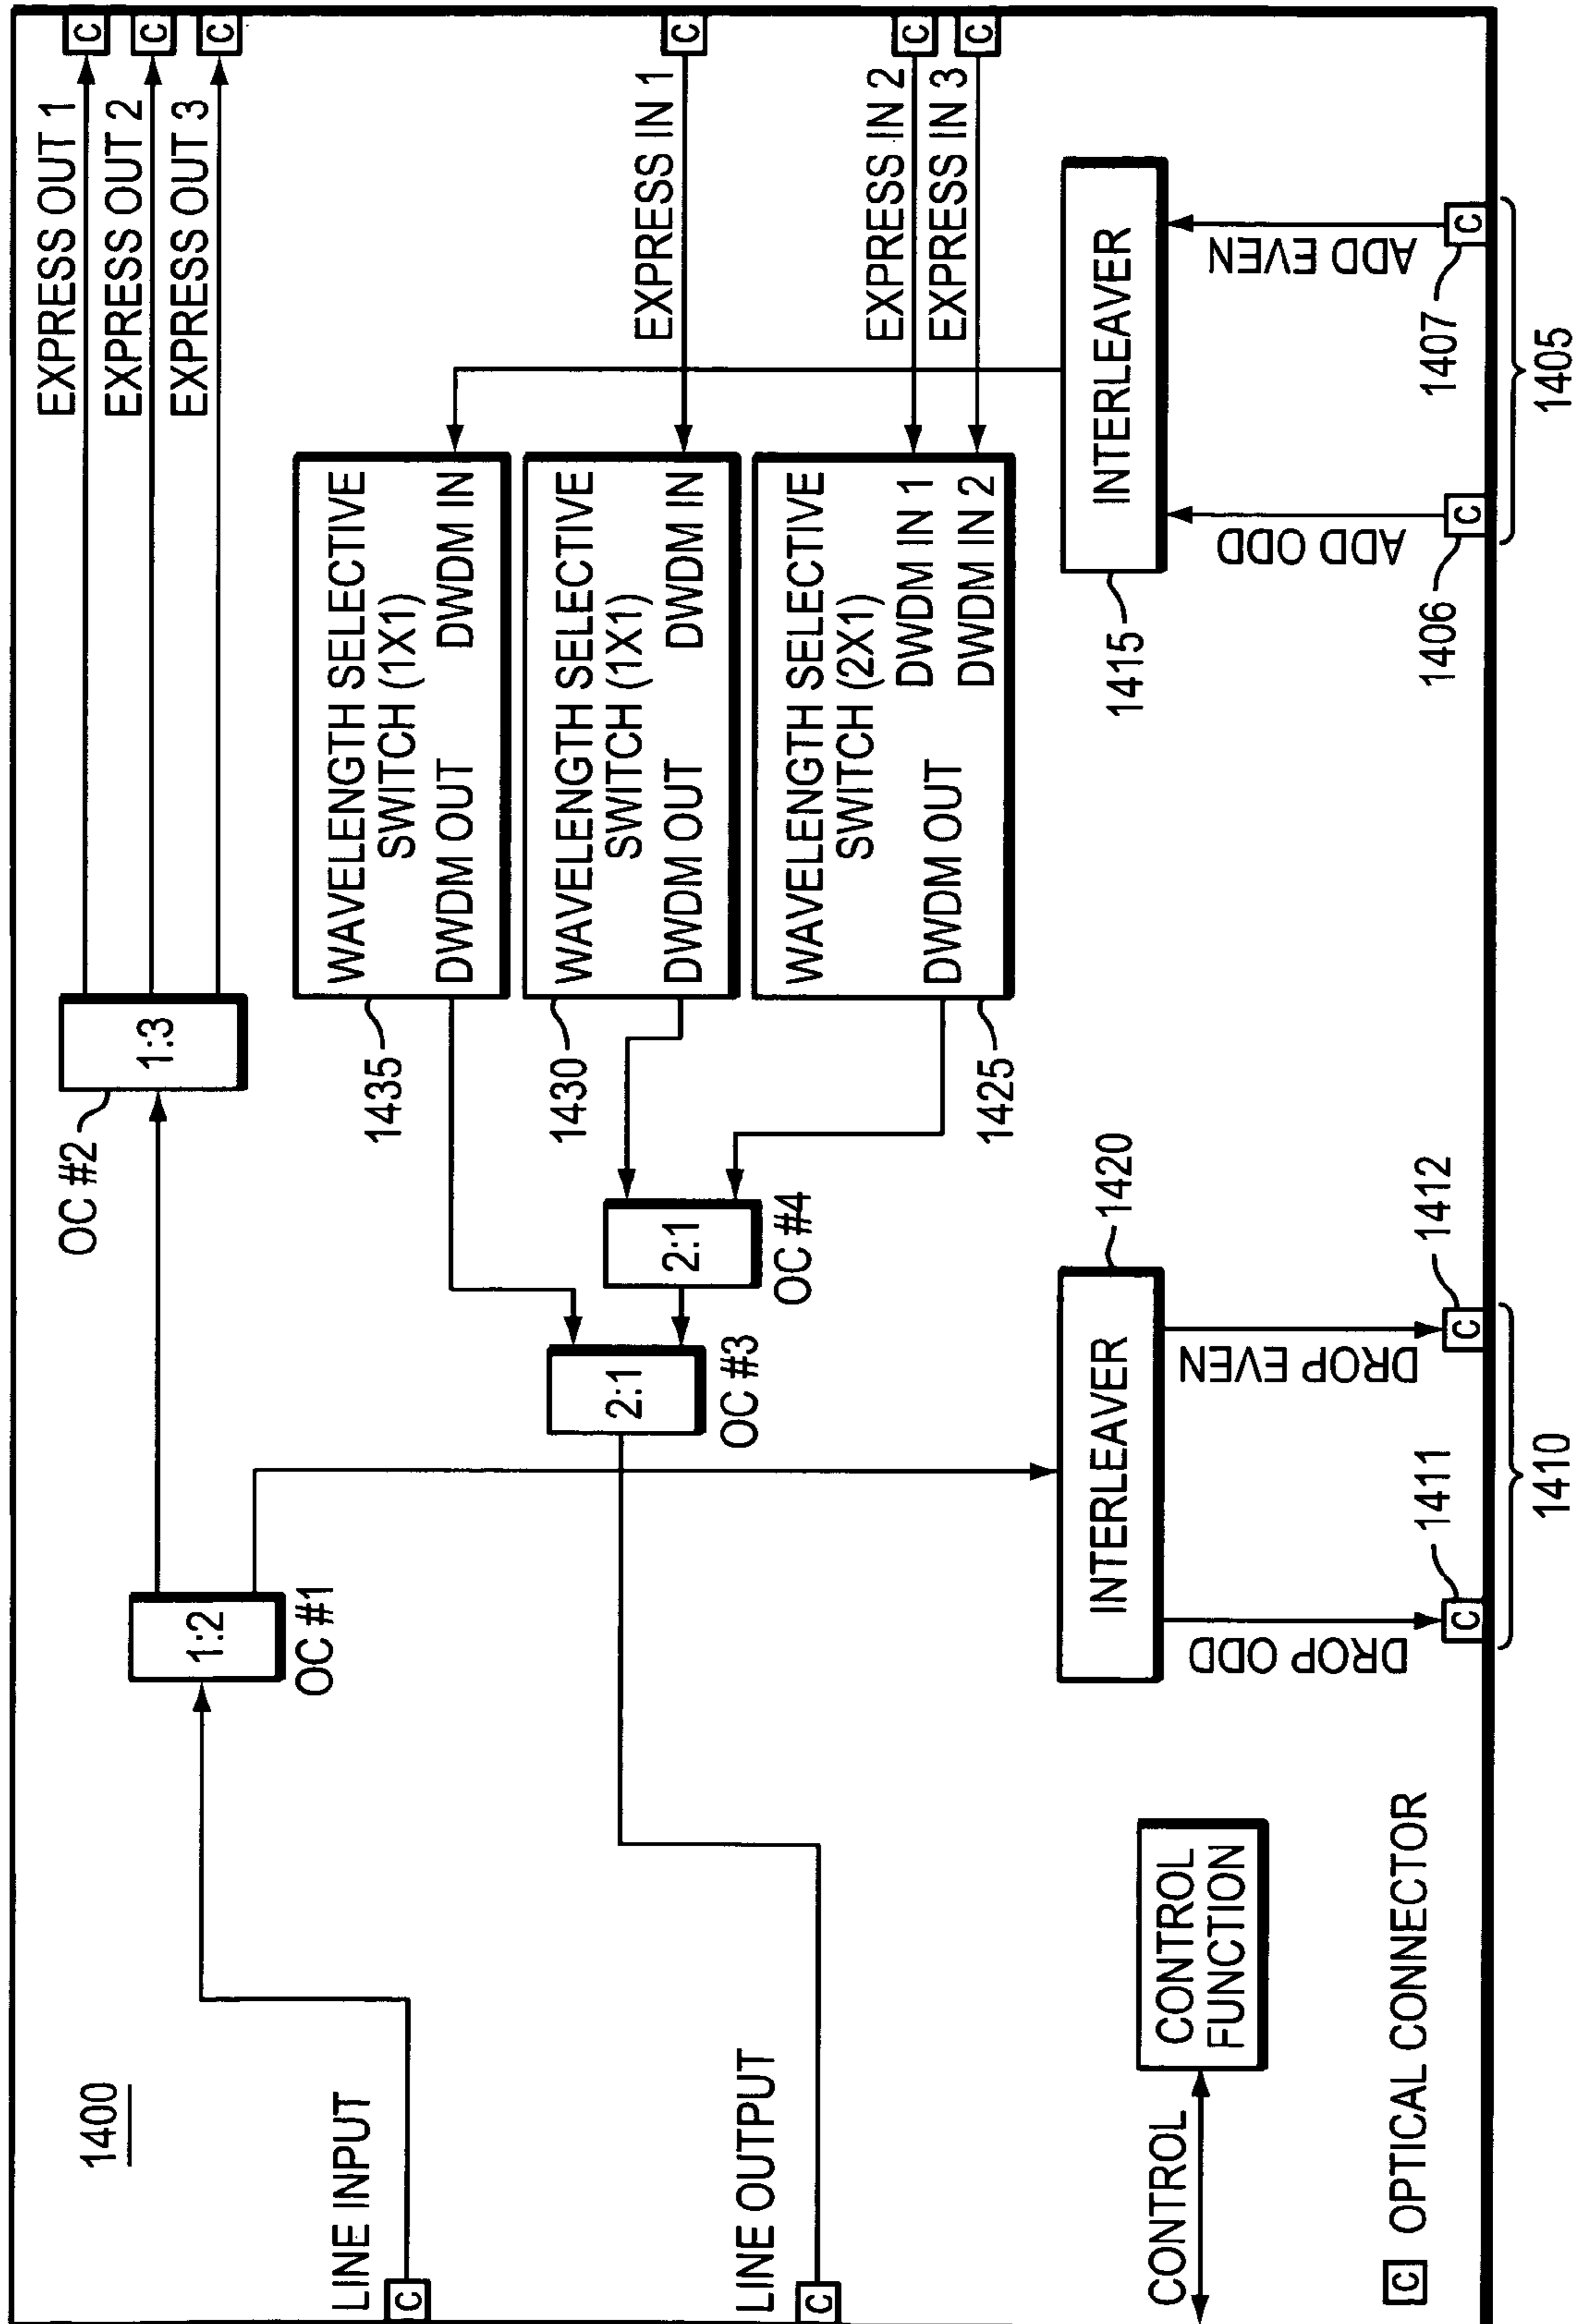 1400
LINE INPUT
C
LINE OUTPUT
C
CONTROL
CONTROL
FUNCTION
C OPTICAL CONNECTOR
1:2
OC #1
OC #2
1:3
EXPRESS OUT 1
C
EXPRESS OUT 2
C
EXPRESS OUT 3
C
1435
WAVELENGTH SELECTIVE
SWITCH (1X1)
DWDM OUT DWDM IN
1430
WAVELENGTH SELECTIVE
SWITCH (1X1)
DWDM OUT DWDM IN
EXPRESS IN 1
C
1425
WAVELENGTH SELECTIVE
SWITCH (2X1)
DWDM IN 1
DWDM OUT
DWDM IN 2
EXPRESS IN 2
C
EXPRESS IN 3
C
2:1
OC #3
2:1
OC #4
INTERLEAVER
1420
DROP ODD
DROP EVEN
C
1411
C
1412
1410
INTERLEAVER
1415
ADD ODD
ADD EVEN
1406
C
1407
C
1405